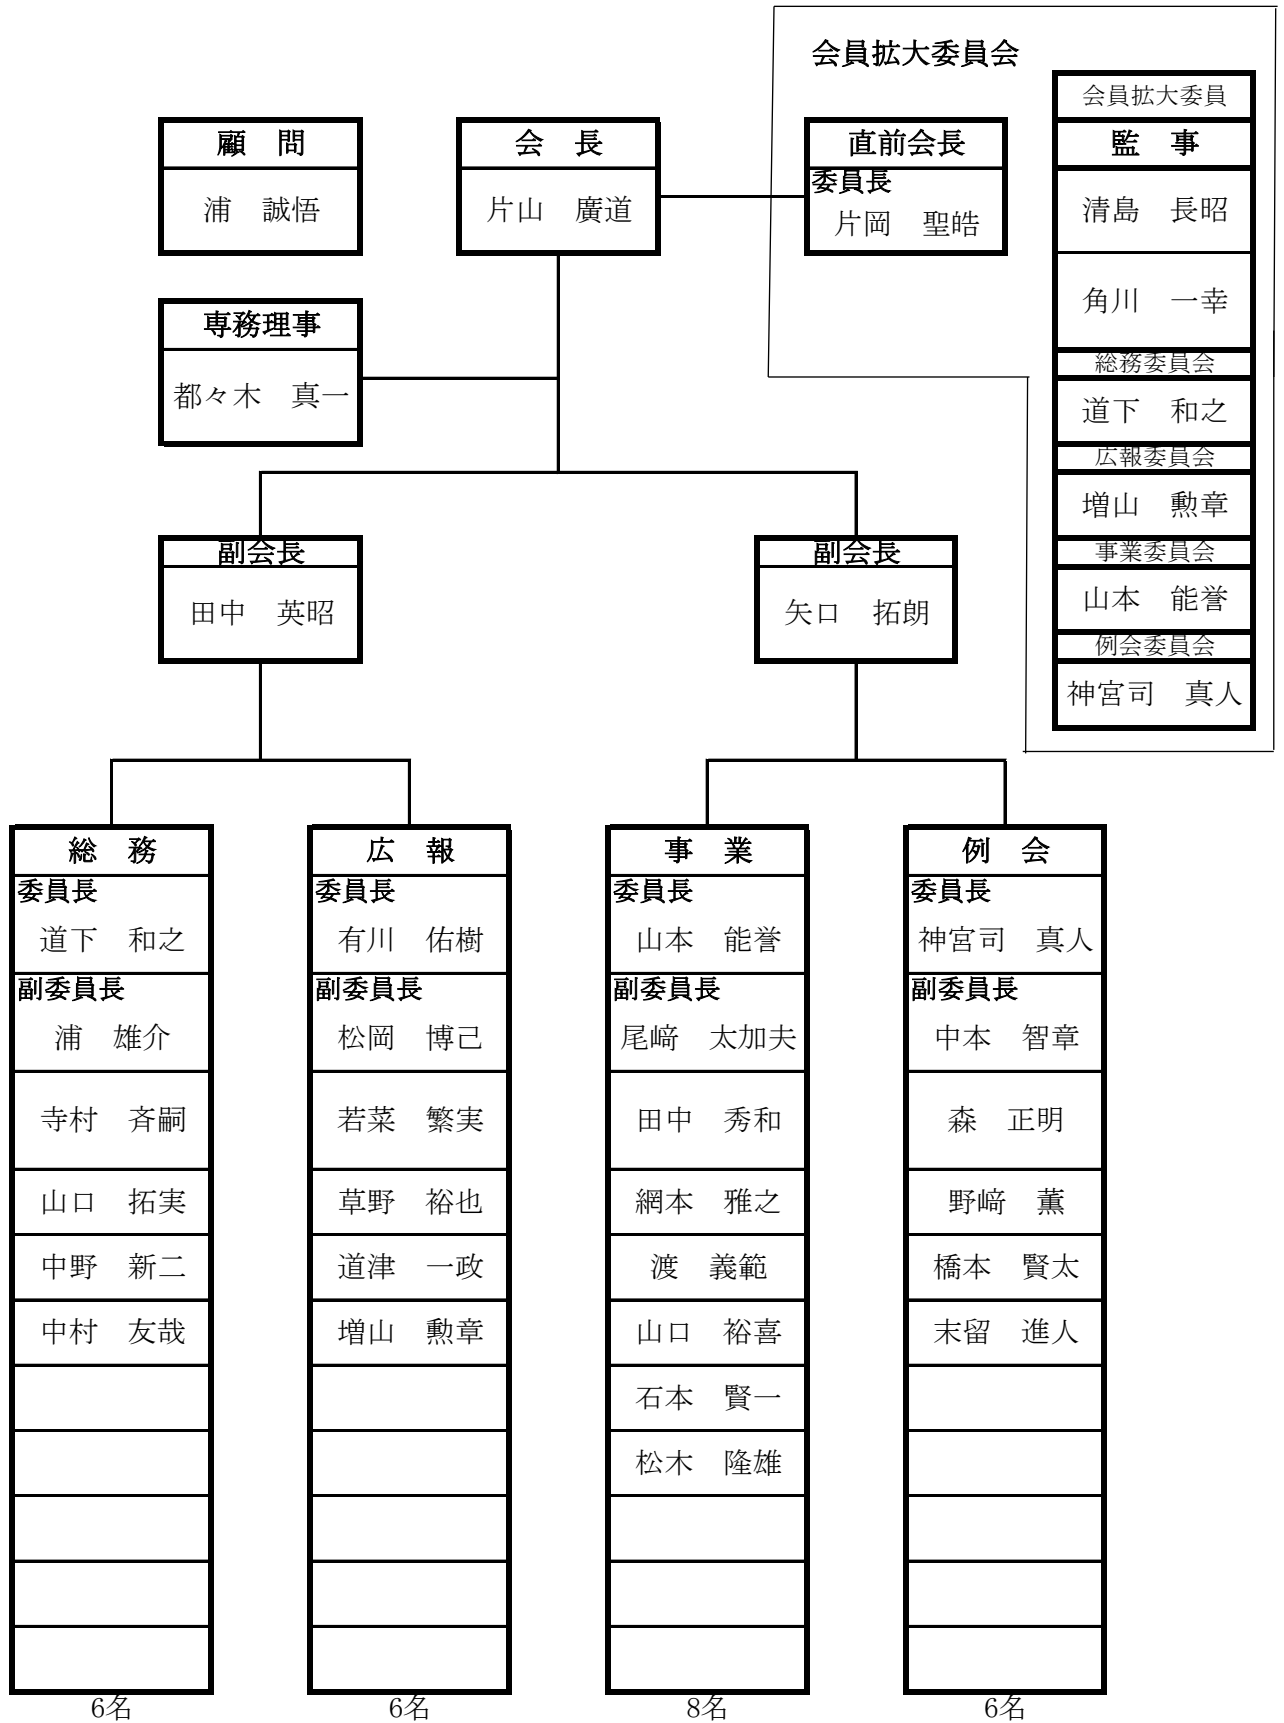 会員拡大委員会
顧　問
浦　誠悟
会　長
片山　廣道
直前会長
委員長
片岡　聖皓
会員拡大委員
監　事
清島　長昭
角川　一幸
総務委員会
道下　和之
広報委員会
増山　勲章
事業委員会
山本　能誉
例会委員会
神宮司　真人
専務理事
都々木　真一
副会長
田中　英昭
副会長
矢口　拓朗
総　務
委員長
道下　和之
副委員長
浦　雄介
寺村　斉嗣
山口　拓実
中野　新二
中村　友哉
6名
広　報
委員長
有川　佑樹
副委員長
松岡　博己
若菜　繁実
草野　裕也
道津　一政
増山　勲章
6名
事　業
委員長
山本　能誉
副委員長
尾﨑　太加夫
田中　秀和
網本　雅之
渡　義範
山口　裕喜
石本　賢一
松木　隆雄
8名
例　会
委員長
神宮司　真人
副委員長
中本　智章
森　正明
野﨑　薫
橋本　賢太
末留　進人
6名